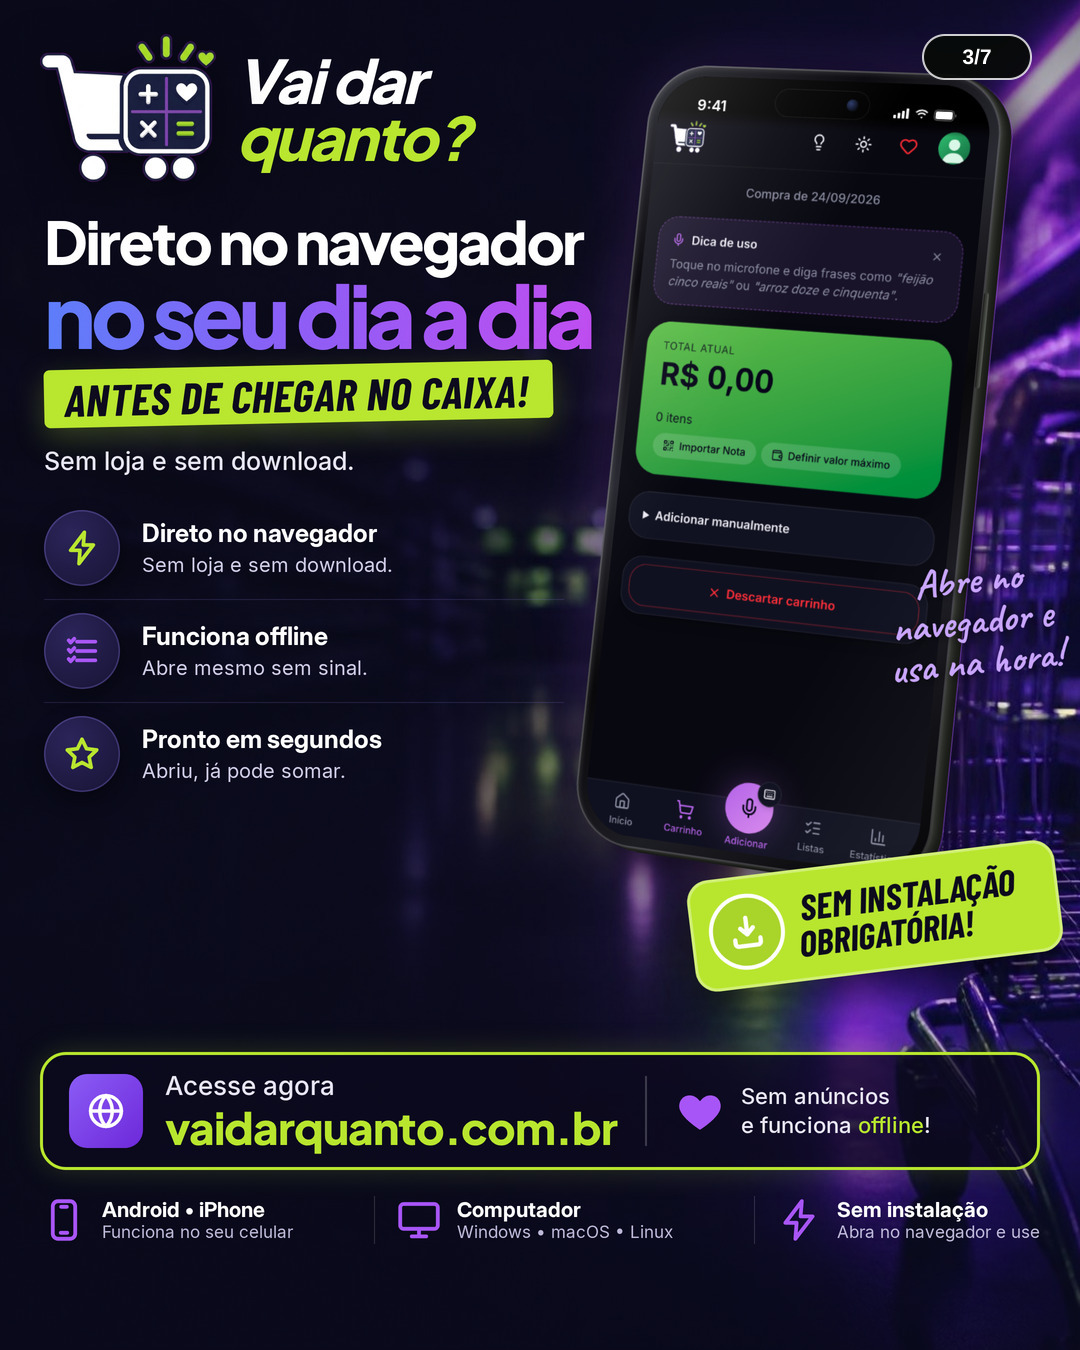 Vai dar
quanto?
3/7
Direto no navegador
no seu dia a dia
ANTES DE CHEGAR NO CAIXA!
Sem loja e sem download.
Direto no navegador
Sem loja e sem download.
Funciona offline
Abre mesmo sem sinal.
Pronto em segundos
Abriu, já pode somar.
9:41
Compra de 24/09/2026
Dica de uso
Toque no microfone e diga frases como "feijão
cinco reais" ou "arroz doze e cinquenta".
TOTAL ATUAL
R$ 0,00
0 itens
Importar Nota
Definir valor máximo
Adicionar manualmente
Descartar carrinho
Abre no
navegador e
usa na hora!
Início
Carrinho
Adicionar
Listas
SEM INSTALAÇÃO
OBRIGATÓRIA!
Acesse agora
vaidarquanto.com.br
Sem anúncios
e funciona offline!
Android • iPhone
Funciona no seu celular
Computador
Windows • macOS • Linux
Sem instalação
Abra no navegador e use